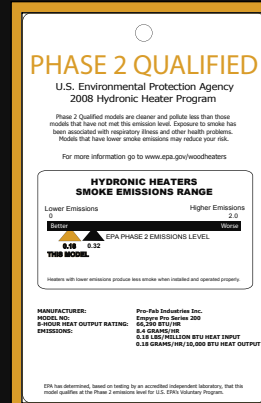 PHASE 2 QUALIFIED
U.S. Environmental Protection Agency
2008 Hydronic Heater Program
Phase 2 Qualified models are cleaner and pollute less than those
models that have not met this emission level. Exposure to smoke has
been associated with respiratory illness and other health problems.
Models that have lower smoke emissions may reduce your risk.
For more information go to www.epa.gov/woodheaters
HYDRONIC HEATERS
SMOKE EMISSIONS RANGE
Lower Emissions Higher Emissions
0 2.0
Better Worse
EPA PHASE 2 EMISSIONS LEVEL
0.18 0.32
THIS MODEL
Heaters with lower emissions produce less smoke when installed and operated properly.
MANUFACTURER: Pro-Fab Industries Inc.
MODEL NO: Empyre Pro Series 200
8-HOUR HEAT OUTPUT RATING: 66,290 BTU/HR
EMISSIONS: 8.4 GRAMS/HR
0.18 LBS/MILLION BTU HEAT INPUT
0.18 GRAMS/HR/10,000 BTU HEAT OUTPUT
EPA has determined, based on testing by an accredited independent laboratory, that this
model qualifies at the Phase 2 emissions level for U.S. EPA's Voluntary Program.